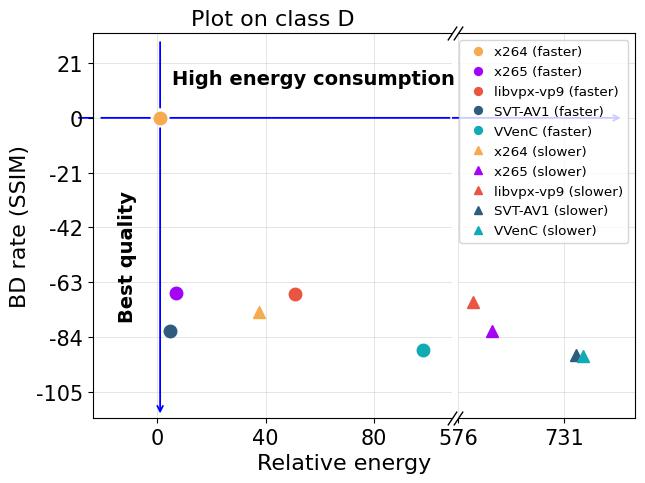 Plot on class D
BD rate (SSIM)
21
0
-21
-42
-63
-84
-105
High energy consumption
Best quality
x264 (faster)
x265 (faster)
libvpx-vp9 (faster)
SVT-AV1 (faster)
VVenC (faster)
x264 (slower)
x265 (slower)
libvpx-vp9 (slower)
SVT-AV1 (slower)
VVenC (slower)
0 40 80 576 731
Relative energy